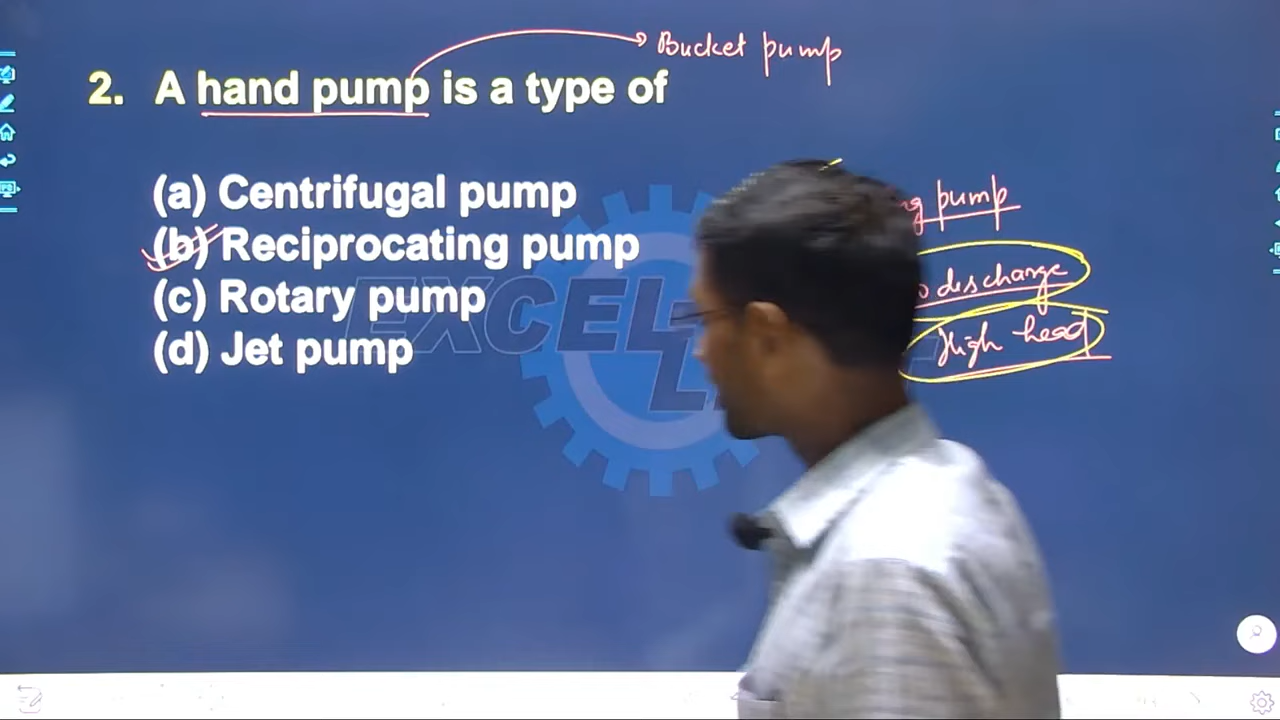 Bucket pump
2. A hand pump is a type of
(a) Centrifugal pump
pump
(b) Reciprocating pump
(c) Rotary pump
discharge
(d) Jet pump
High head
EXCEL